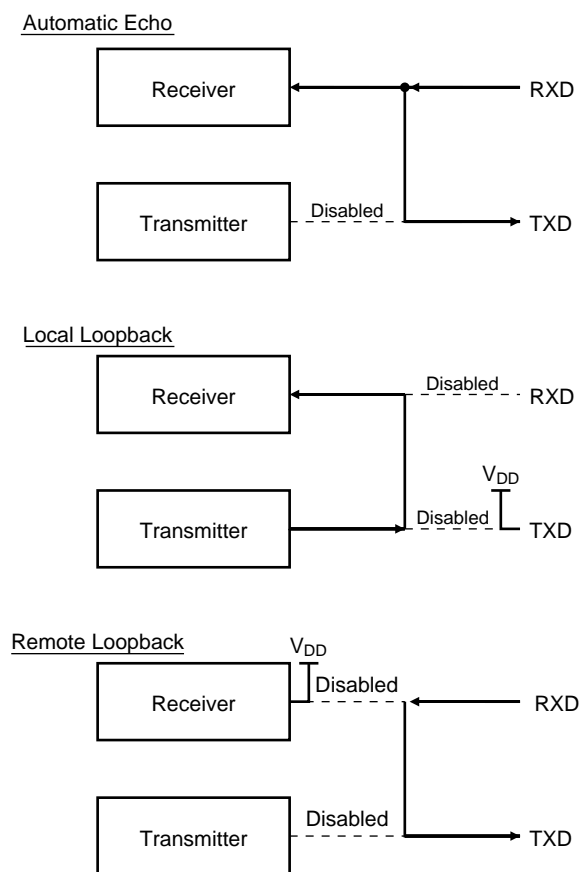 Automatic Echo
Receiver
RXD
Transmitter
Disabled
TXD
Local Loopback
Receiver
Disabled
RXD
VDD
Transmitter
Disabled
TXD
Remote Loopback
VDD
Receiver
Disabled
RXD
Transmitter
Disabled
TXD